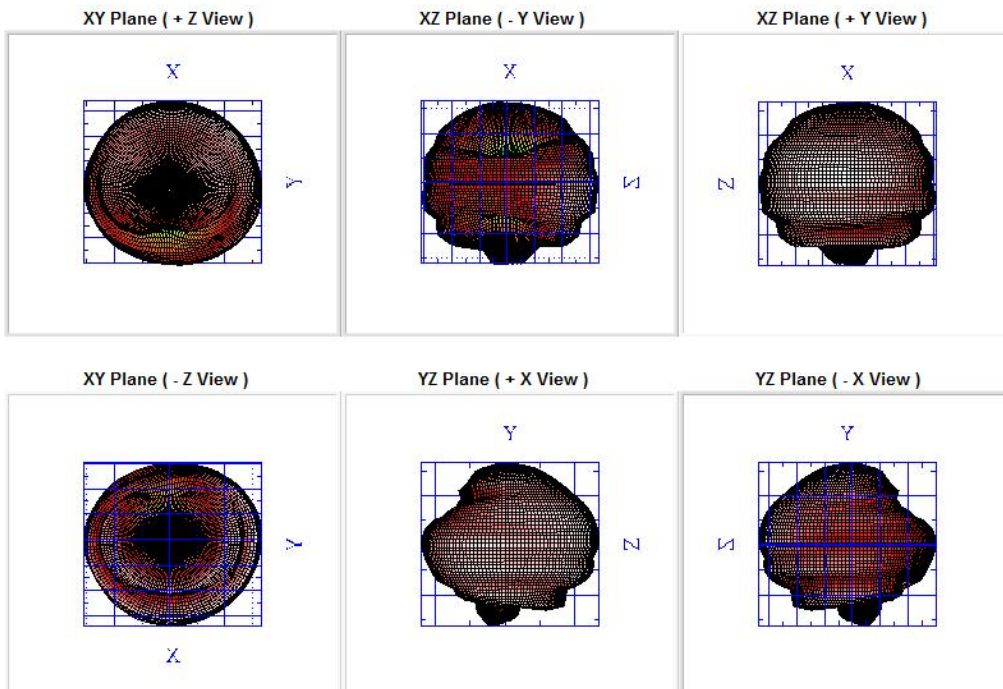 XY Plane ( + Z View )
X
Y
XZ Plane ( - Y View )
X
Z
XZ Plane ( + Y View )
X
Z
XY Plane ( - Z View )
Y
X
YZ Plane ( + X View )
Y
Z
YZ Plane ( - X View )
Y
Z